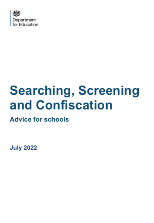 Department
for Education
Searching, Screening
and Confiscation
Advice for schools
July 2022